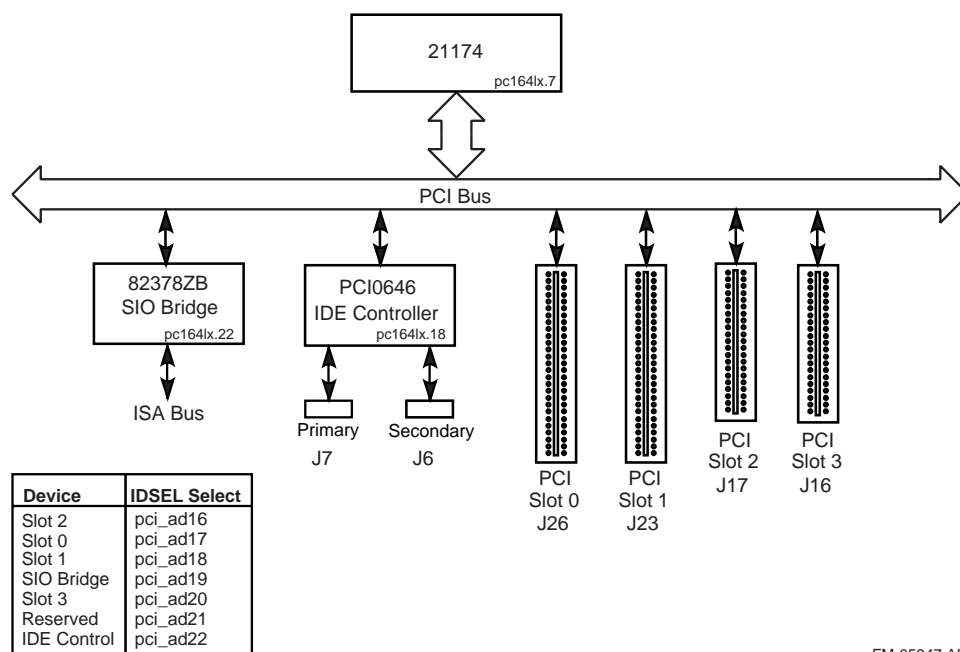 21174
pc164lx.7
PCI Bus
82378ZB
SIO Bridge
pc164lx.22
PCI0646
IDE Controller
pc164lx.18
ISA Bus
Primary
J7
Secondary
J6
PCI
Slot 0
J26
PCI
Slot 1
J23
PCI
Slot 2
J17
PCI
Slot 3
J16
Device IDSEL Select
Slot 2 pci_ad16
Slot 0 pci_ad17
Slot 1 pci_ad18
SIO Bridge pci_ad19
Slot 3 pci_ad20
Reserved pci_ad21
IDE Control pci_ad22